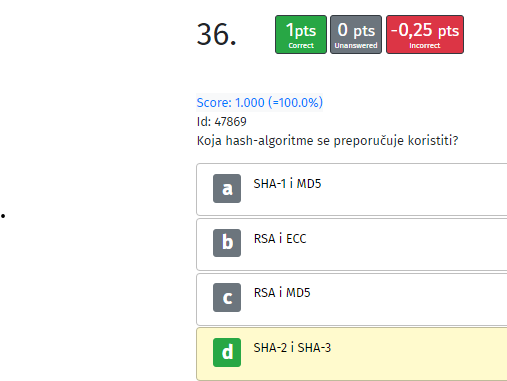 36.
1pts
Correct
0 pts
Unanswered
-0,25 pts
Incorrect
Score: 1.000 (=100.0%)
Id: 47869
Koja hash-algoritme se preporučuje koristiti?
a SHA-1 i MD5
b RSA i ECC
c RSA i MD5
d SHA-2 i SHA-3